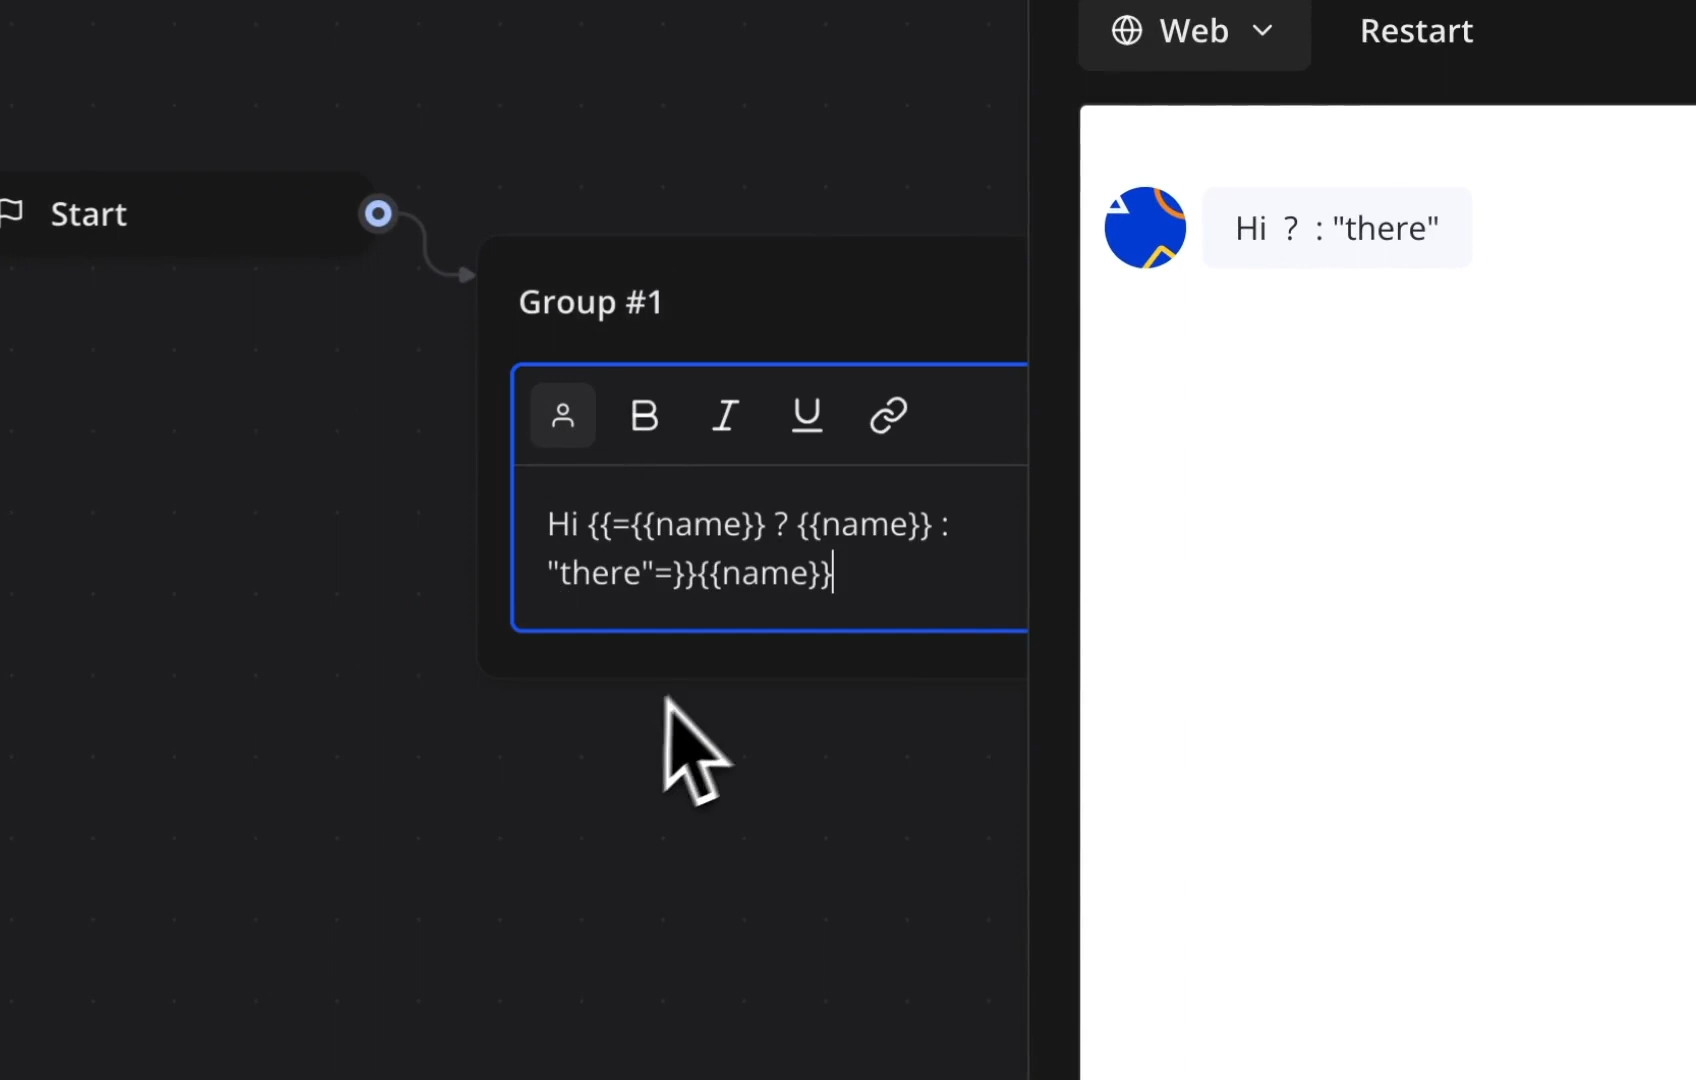 Web
Restart
Start
Hi ? : "there"
Group #1
B I U
Hi {{={{name}} ? {{name}} :
"there"=}}{{name}}